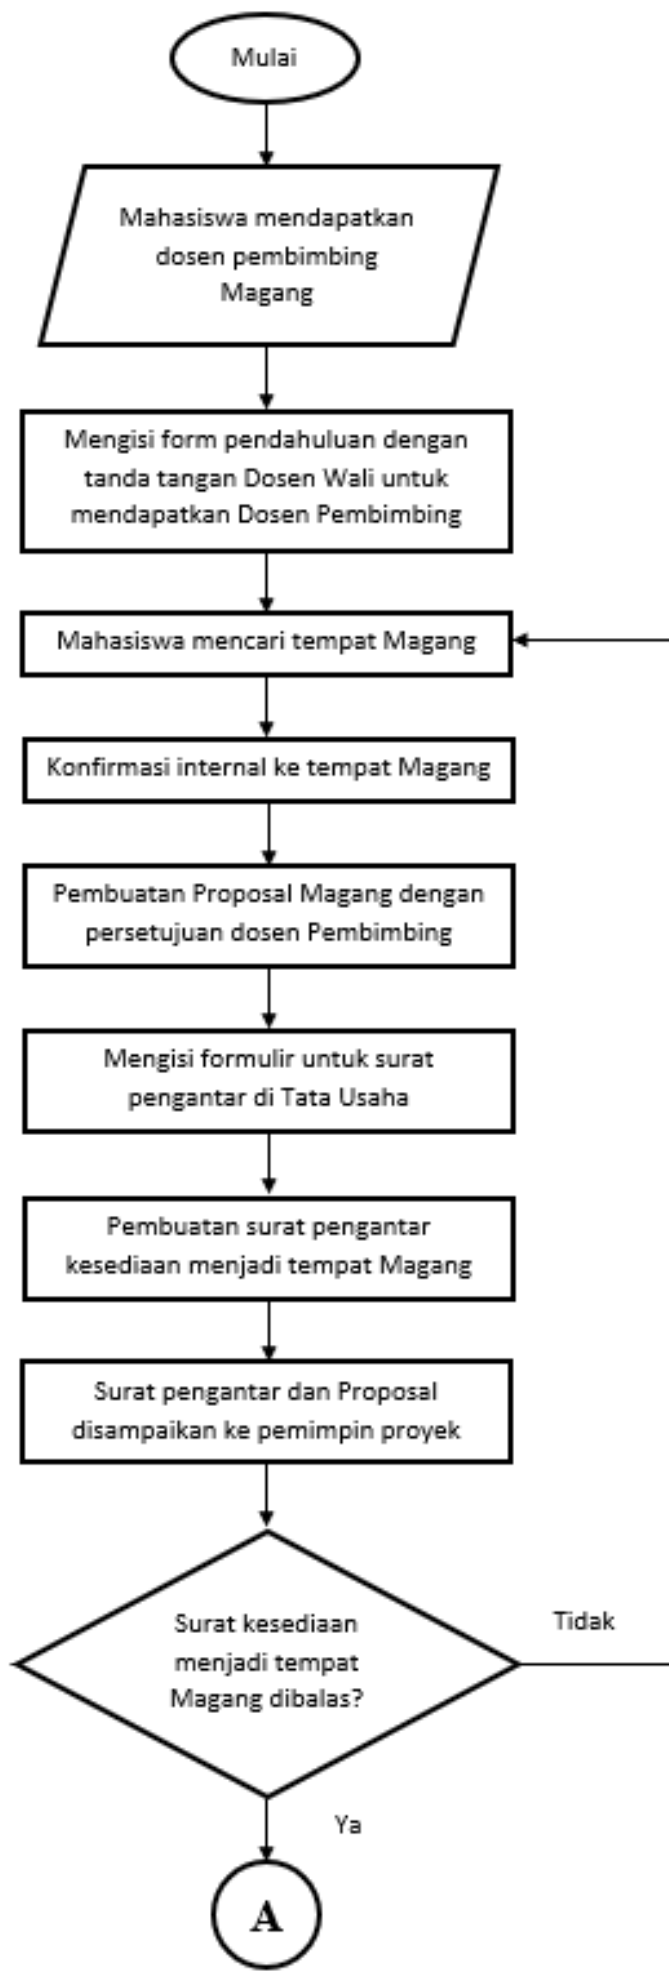 Mulai
Mahasiswa mendapatkan
dosen pembimbing
Magang
Mengisi form pendahuluan dengan
tanda tangan Dosen Wali untuk
mendapatkan Dosen Pembimbing
Mahasiswa mencari tempat Magang
Konfirmasi internal ke tempat Magang
Pembuatan Proposal Magang dengan
persetujuan dosen Pembimbing
Mengisi formulir untuk surat
pengantar di Tata Usaha
Pembuatan surat pengantar
kesediaan menjadi tempat Magang
Surat pengantar dan Proposal
disampaikan ke pemimpin proyek
Surat kesediaan
menjadi tempat
Magang dibalas?
Tidak
Ya
A